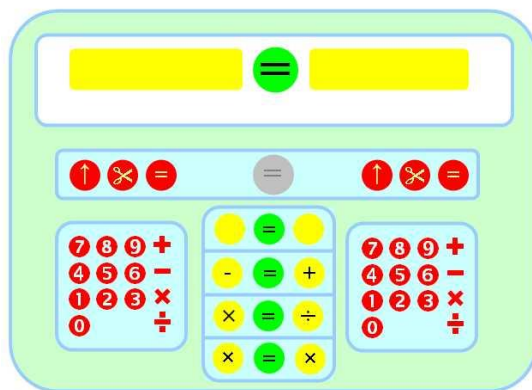 =
↑ ✂ = = ↑ ✂ =
=
- = +
× = ÷
× = ×
7 8 9 +
4 5 6 −
1 2 3 ×
0 ÷
7 8 9 +
4 5 6 −
1 2 3 ×
0 ÷